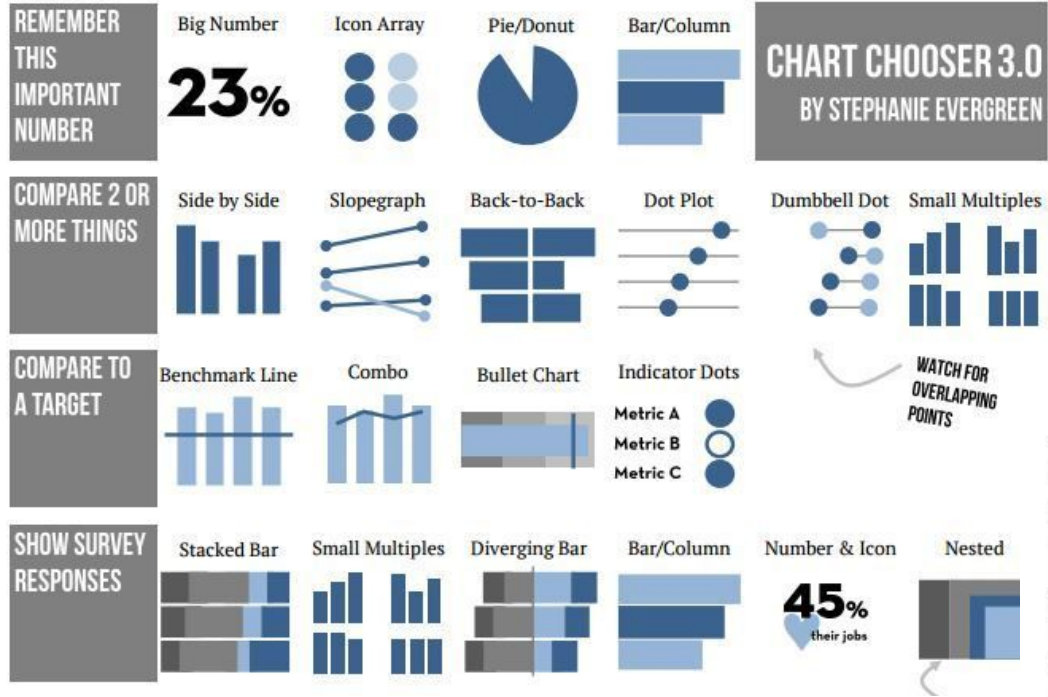 REMEMBER
THIS
IMPORTANT
NUMBER
Big Number
Icon Array
Pie/Donut
Bar/Column
23%
CHART CHOOSER 3.0
BY STEPHANIE EVERGREEN
COMPARE 2 OR
MORE THINGS
Side by Side
Slopegraph
Back-to-Back
Dot Plot
Dumbbell Dot
Small Multiples
WATCH FOR
OVERLAPPING
POINTS
COMPARE TO
A TARGET
Benchmark Line
Combo
Bullet Chart
Indicator Dots
Metric A
Metric B
Metric C
SHOW SURVEY
RESPONSES
Stacked Bar
Small Multiples
Diverging Bar
Bar/Column
Number & Icon
Nested
45%
their jobs